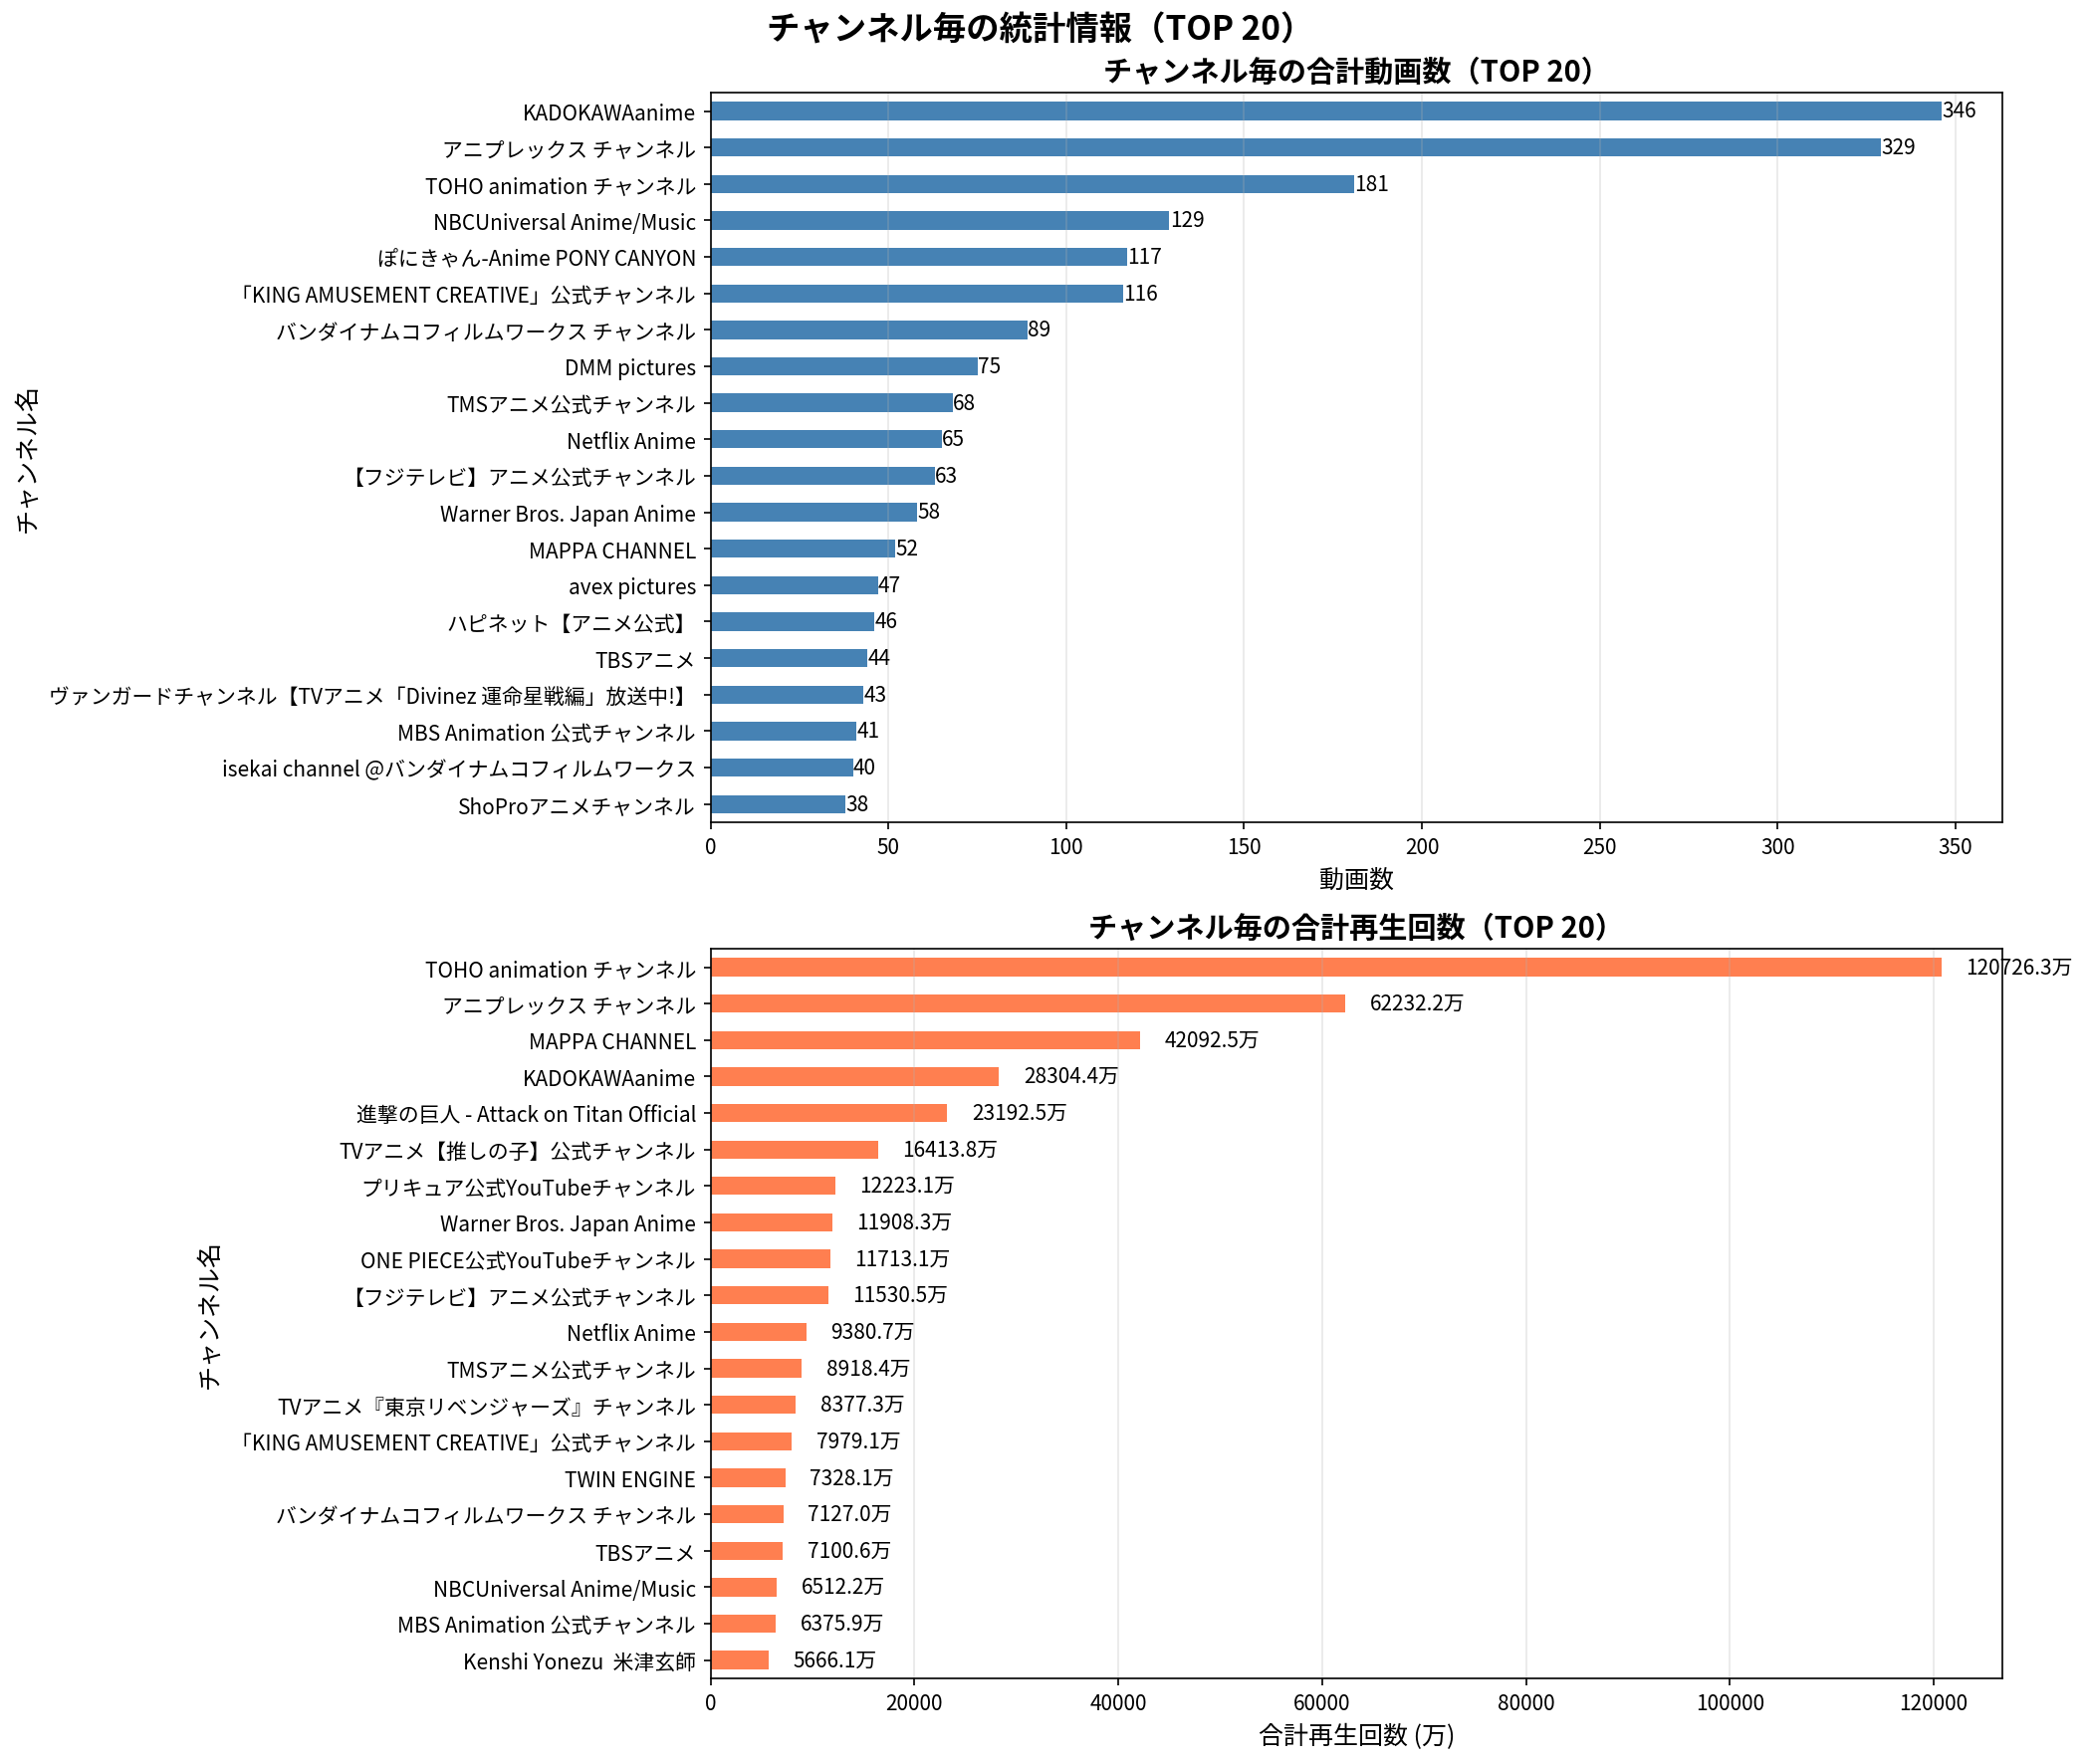 チャンネル毎の統計情報（TOP 20）
チャンネル毎の合計動画数（TOP 20）
チャンネル名
KADOKAWAanime 346
アニプレックス チャンネル 329
TOHO animation チャンネル 181
NBCUniversal Anime/Music 129
ぽにきゃん-Anime PONY CANYON 117
「KING AMUSEMENT CREATIVE」公式チャンネル 116
バンダイナムコフィルムワークス チャンネル 89
DMM pictures 75
TMSアニメ公式チャンネル 68
Netflix Anime 65
【フジテレビ】アニメ公式チャンネル 63
Warner Bros. Japan Anime 58
MAPPA CHANNEL 52
avex pictures 47
ハピネット【アニメ公式】 46
TBSアニメ 44
ヴァンガードチャンネル【TVアニメ「Divinez 運命星戦編」放送中!】 43
MBS Animation 公式チャンネル 41
isekai channel @バンダイナムコフィルムワークス 40
ShoProアニメチャンネル 38
0 50 100 150 200 250 300 350
動画数
チャンネル毎の合計再生回数（TOP 20）
チャンネル名
TOHO animation チャンネル 120726.3万
アニプレックス チャンネル 62232.2万
MAPPA CHANNEL 42092.5万
KADOKAWAanime 28304.4万
進撃の巨人 - Attack on Titan Official 23192.5万
TVアニメ【推しの子】公式チャンネル 16413.8万
プリキュア公式YouTubeチャンネル 12223.1万
Warner Bros. Japan Anime 11908.3万
ONE PIECE公式YouTubeチャンネル 11713.1万
【フジテレビ】アニメ公式チャンネル 11530.5万
Netflix Anime 9380.7万
TMSアニメ公式チャンネル 8918.4万
TVアニメ『東京リベンジャーズ』チャンネル 8377.3万
「KING AMUSEMENT CREATIVE」公式チャンネル 7979.1万
TWIN ENGINE 7328.1万
バンダイナムコフィルムワークス チャンネル 7127.0万
TBSアニメ 7100.6万
NBCUniversal Anime/Music 6512.2万
MBS Animation 公式チャンネル 6375.9万
Kenshi Yonezu  米津玄師 5666.1万
0 20000 40000 60000 80000 100000 120000
合計再生回数 (万)